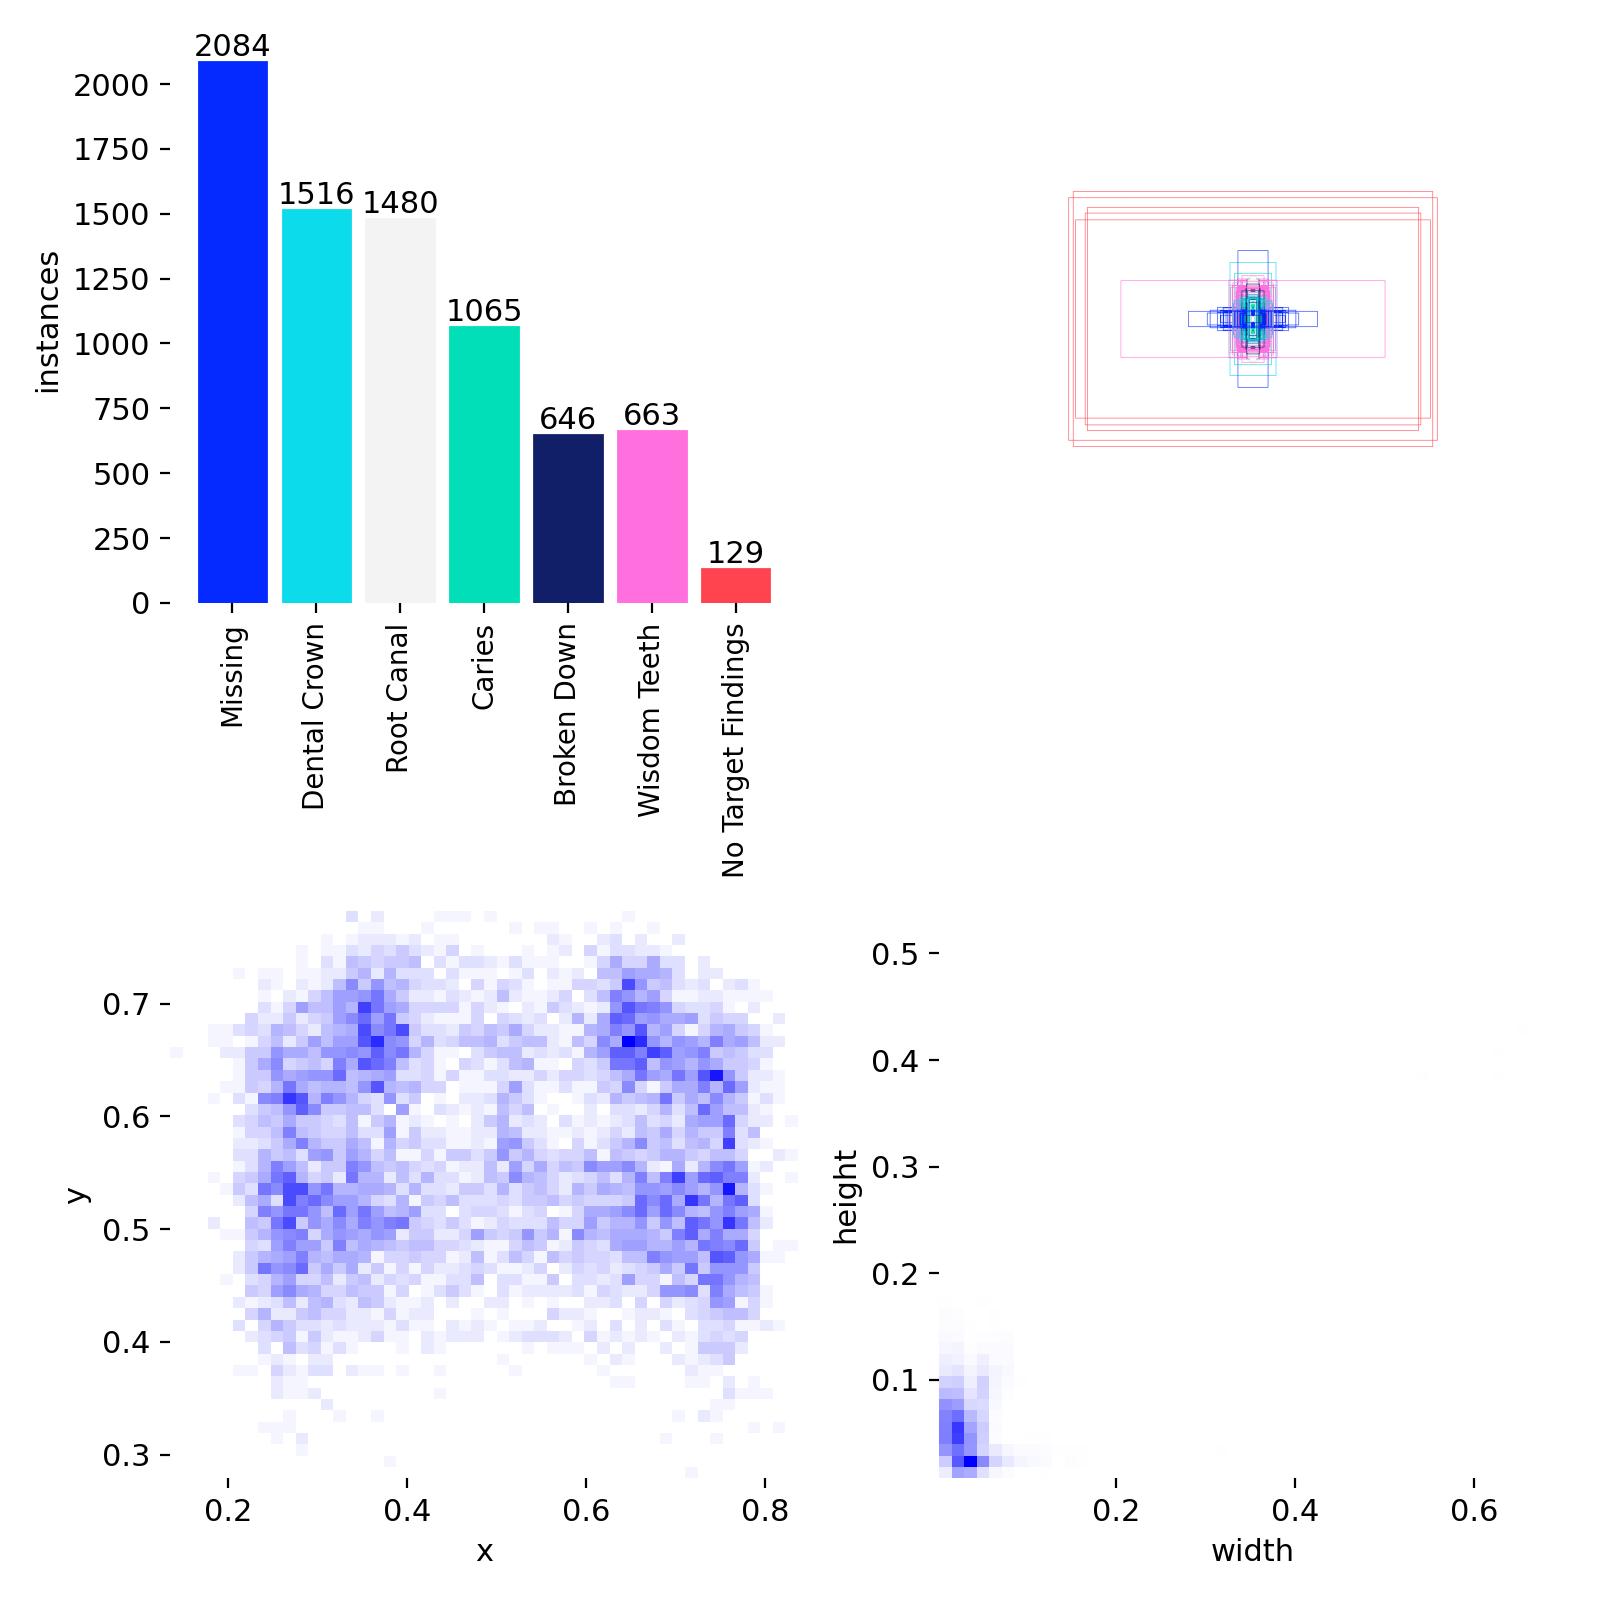 2084
1516
1480
1065
646
663
129
2000
1750
1500
1250
1000
750
500
250
0
instances
Missing
Dental Crown
Root Canal
Caries
Broken Down
Wisdom Teeth
No Target Findings
0.7
0.6
0.5
0.4
0.3
y
0.2
0.4
0.6
0.8
x
0.5
0.4
0.3
0.2
0.1
height
0.2
0.4
0.6
width